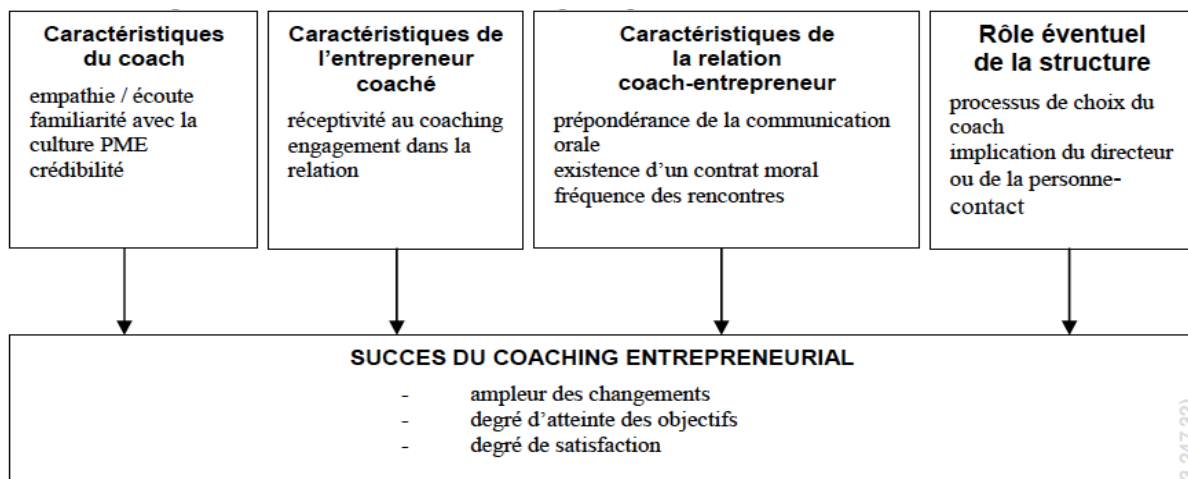 Caractéristiques
du coach
empathie / écoute
familiarité avec la
culture PME
crédibilité
Caractéristiques de
l'entrepreneur
coaché
réceptivité au coaching
engagement dans la
relation
Caractéristiques de
la relation
coach-entrepreneur
prépondérance de la communication
orale
existence d'un contrat moral
fréquence des rencontres
Rôle éventuel
de la structure
processus de choix du
coach
implication du directeur
ou de la personne-
contact
SUCCES DU COACHING ENTREPRENEURIAL
- ampleur des changements
- degré d'atteinte des objectifs
- degré de satisfaction